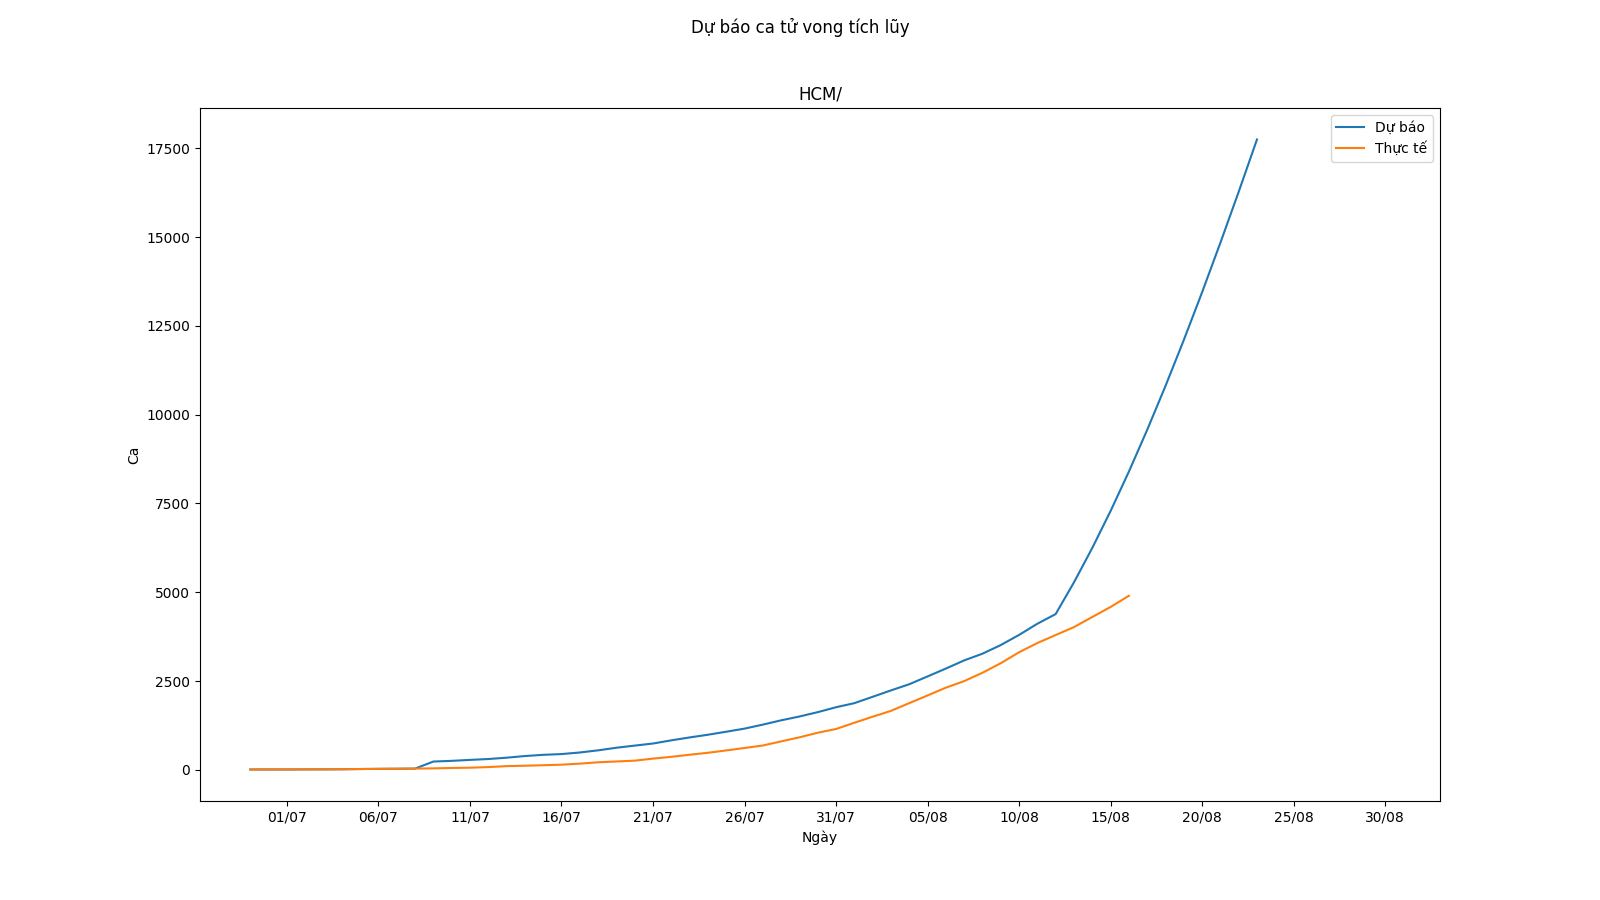 Dự báo ca tử vong tích lũy
HCM/
Dự báo
Thực tế
17500
15000
12500
10000
7500
5000
2500
0
Ca
01/07 06/07 11/07 16/07 21/07 26/07 31/07 05/08 10/08 15/08 20/08 25/08 30/08
Ngày